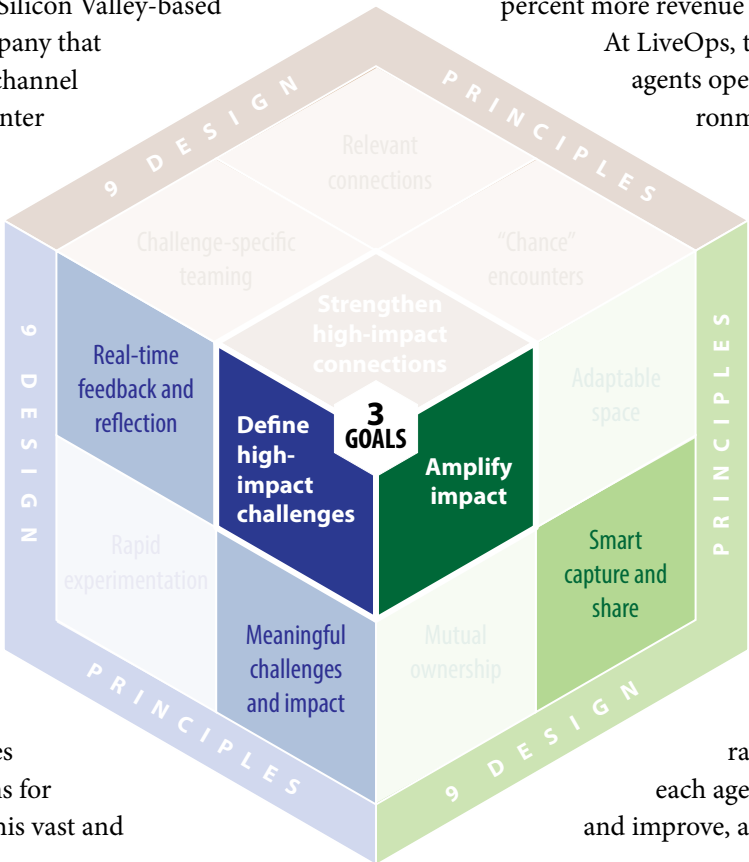 Silicon Valley-based
pany that
hannel
nter
percent more revenue
At LiveOps, t
agents ope
ronm
9 DESIGN
PRINCIPLES
Relevant
connections
Challenge-specific
teaming
“Chance”
encounters
Strengthen
high-impact
connections
9 DESIGN
Real-time
feedback and
reflection
3
GOALS
Define
high-
impact
challenges
Amplify
impact
Adaptable
space
PRINCIPLES
Rapid
experimentation
Smart
capture and
share
Meaningful
challenges
and impact
Mutual
ownership
PRINCIPLES
9 DESIGN
es
ns for
his vast and
ra
each age
and improve, a